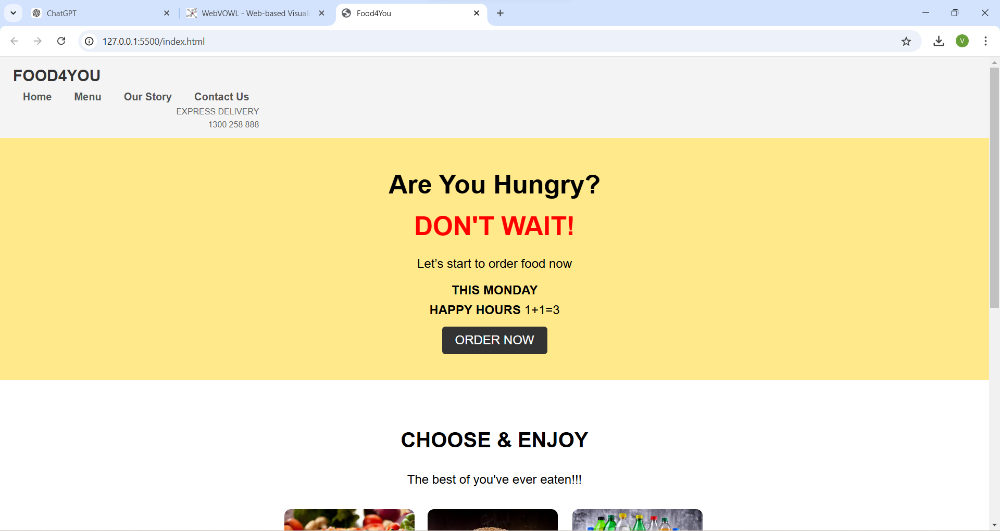 ChatGPT
WebVOWL - Web-based Visuali
Food4You
127.0.0.1:5500/index.html
V
FOOD4YOU
Home Menu Our Story Contact Us
EXPRESS DELIVERY
1300 258 888
Are You Hungry?
DON'T WAIT!
Let’s start to order food now
THIS MONDAY
HAPPY HOURS 1+1=3
ORDER NOW
CHOOSE & ENJOY
The best of you've ever eaten!!!